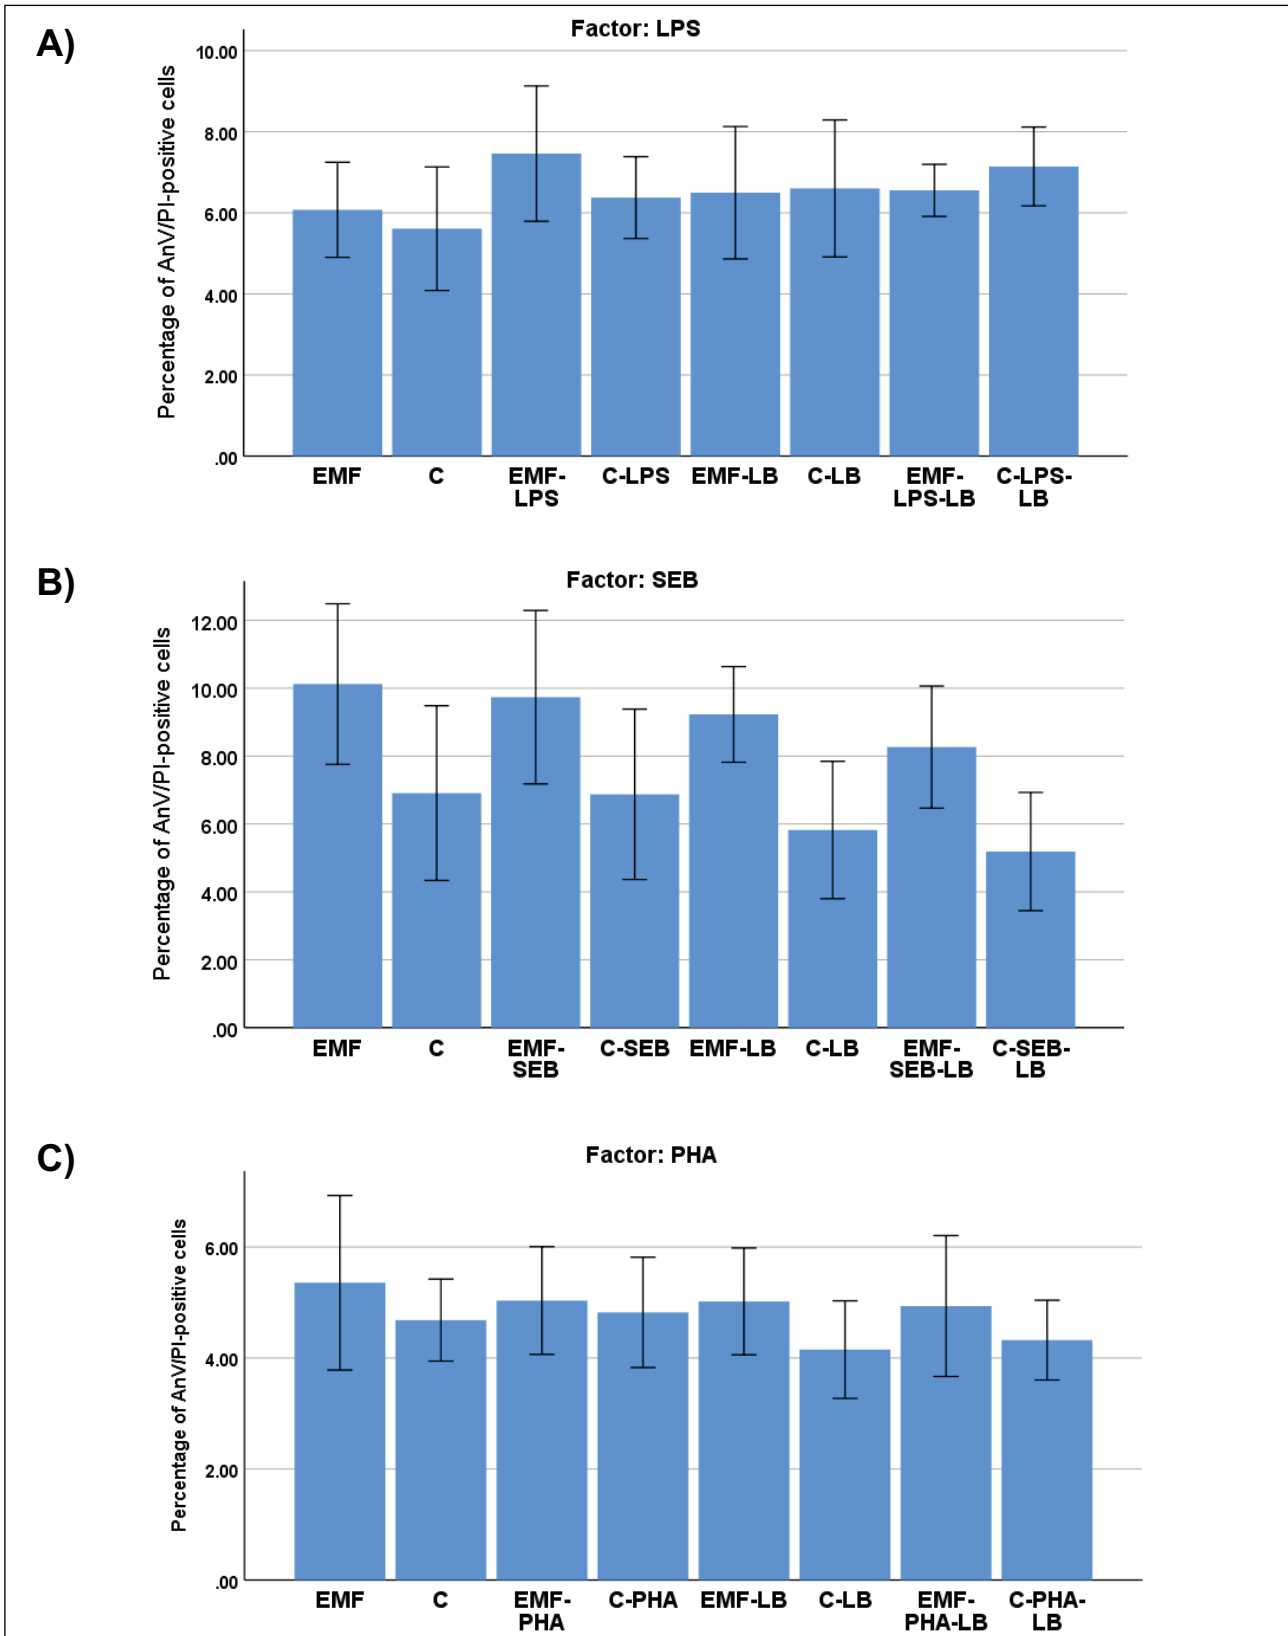 A)
Factor: LPS
Percentage of AnV/PI-positive cells
10.00
8.00
6.00
4.00
2.00
.00
EMF C EMF- C-LPS EMF-LB C-LB EMF- C-LPS-
LPS LPS-LB LB
B)
Factor: SEB
Percentage of AnV/PI-positive cells
12.00
10.00
8.00
6.00
4.00
2.00
.00
EMF C EMF- C-SEB EMF-LB C-LB EMF- C-SEB-
SEB SEB-LB LB
C)
Factor: PHA
Percentage of AnV/PI-positive cells
6.00
4.00
2.00
.00
EMF C EMF- C-PHA EMF-LB C-LB EMF- C-PHA-
PHA PHA-LB LB